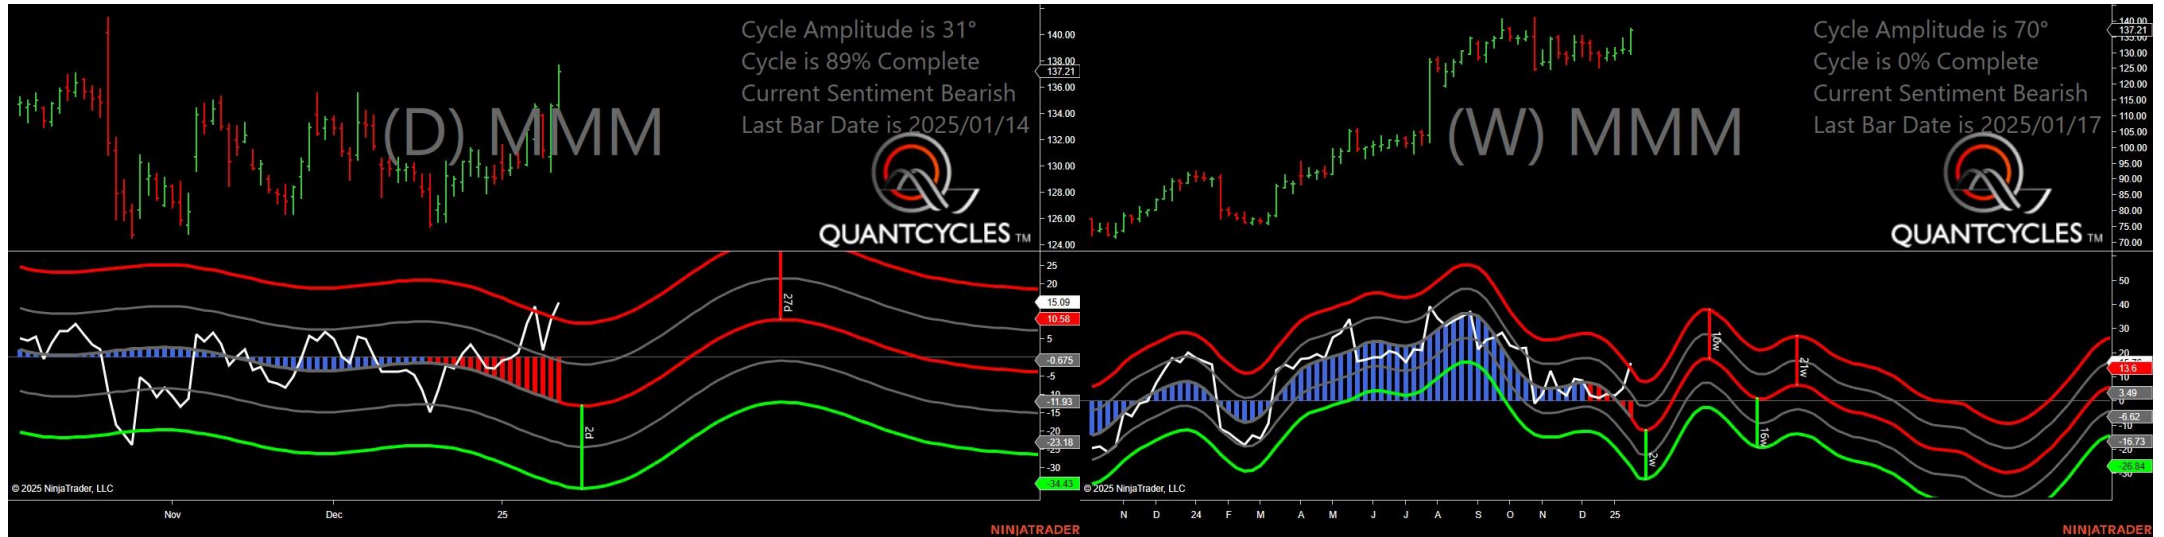 Cycle Amplitude is 31°
Cycle is 89% Complete
Current Sentiment Bearish
Last Bar Date is 2025/01/14
(D) MMM
QUANTCYCLES TM
140.00
138.00
137.21
136.00
134.00
132.00
130.00
128.00
126.00
124.00
25
20
15.09
10.58
5
-0.675
-5
-11.93
-15
-20
-23.18
-30
-34.43
27d
2d
© 2025 NinjaTrader, LLC
Nov
Dec
25
NINJATRADER
Cycle Amplitude is 70°
Cycle is 0% Complete
Current Sentiment Bearish
Last Bar Date is 2025/01/17
(W) MMM
QUANTCYCLES TM
140.00
137.21
135.00
130.00
125.00
120.00
115.00
110.00
105.00
100.00
95.00
90.00
85.00
80.00
75.00
70.00
50
40
30
20
13.6
10
3.49
0
-6.62
-10
-16.73
-20
-26.84
10w
21w
16w
2w
© 2025 NinjaTrader, LLC
N D 24 F M A M J J A S O N D 25
NINJATRADER